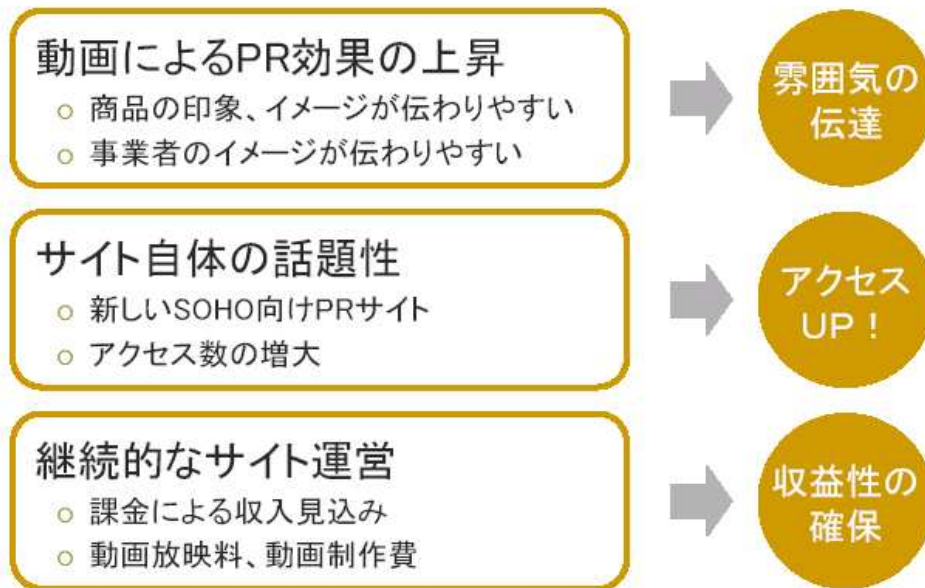 動画によるPR効果の上昇
商品の印象、イメージが伝わりやすい
事業者のイメージが伝わりやすい
雰囲気の
伝達
サイト自体の話題性
新しいSOHO向けPRサイト
アクセス数の増大
アクセス
UP！
継続的なサイト運営
課金による収入見込み
動画放映料、動画制作費
収益性の
確保